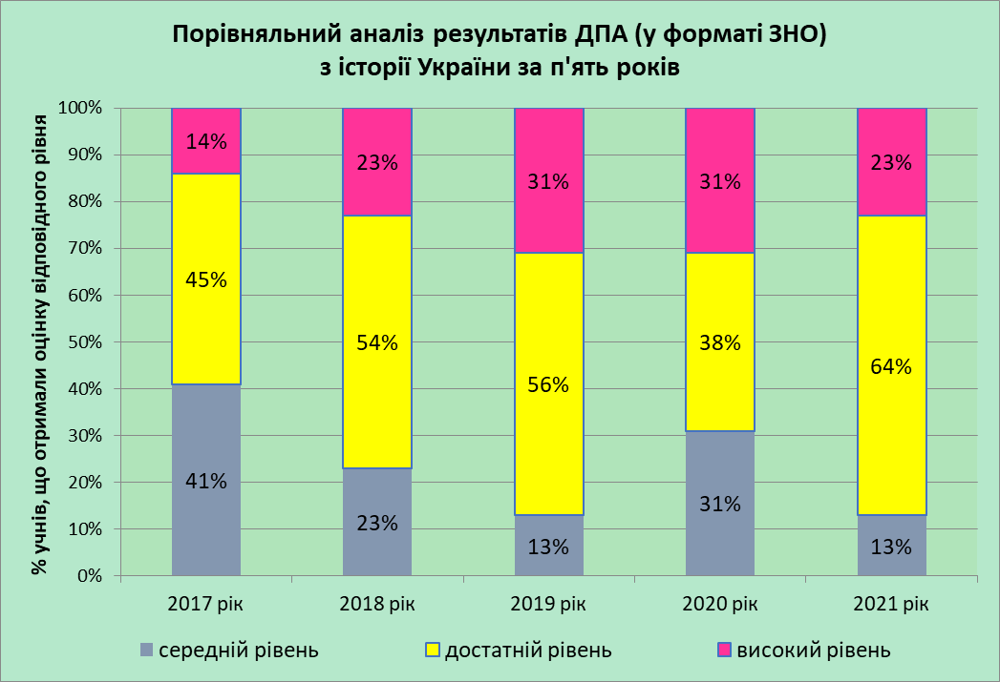 Порівняльний аналіз результатів ДПА (у форматі ЗНО)
з історії України за п'ять років
% учнів, що отримали оцінку відповідного рівня
100%
90%
80%
70%
60%
50%
40%
30%
20%
10%
0%
14%
45%
41%
23%
54%
23%
31%
56%
13%
31%
38%
31%
23%
64%
13%
2017 рік
2018 рік
2019 рік
2020 рік
2021 рік
середній рівень
достатній рівень
високий рівень